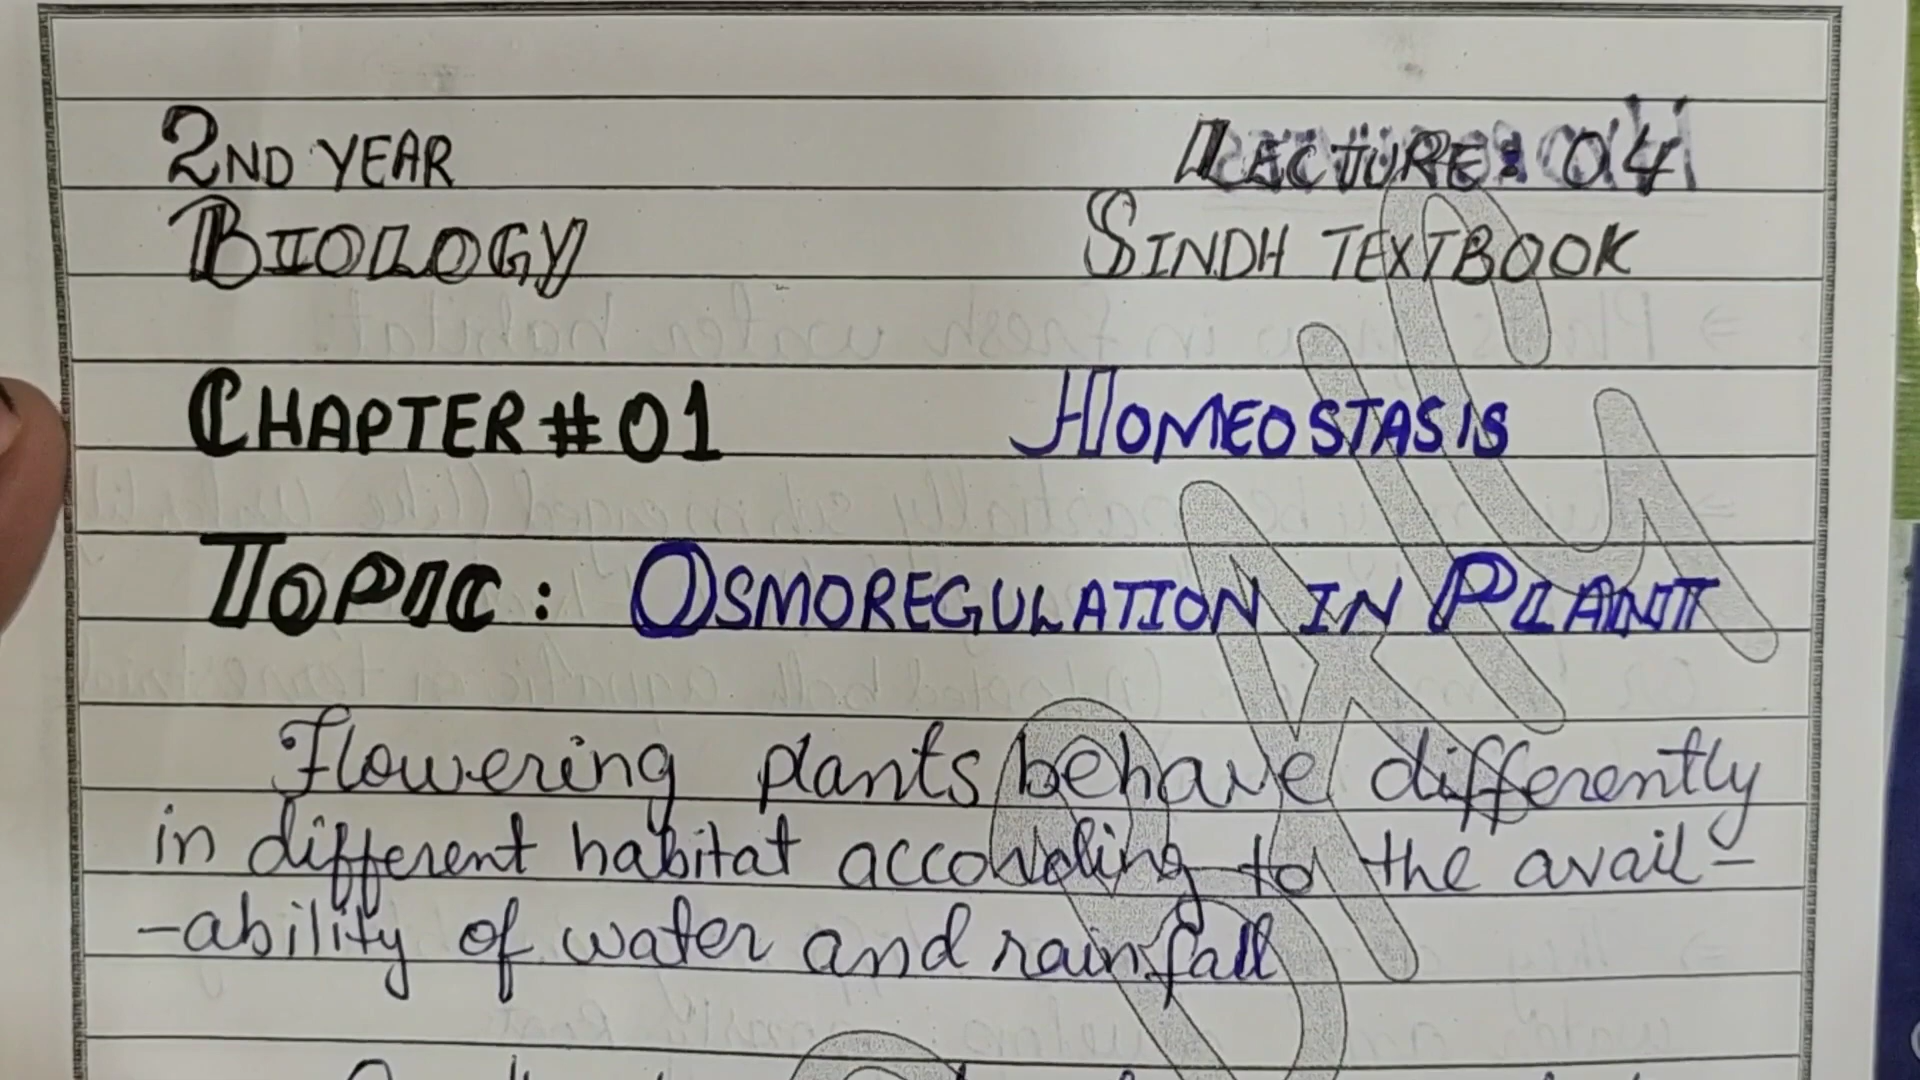 2ND YEAR LECTURE: 04
BIOLOGY SINDH TEXTBOOK
CHAPTER # 01 HOMEOSTASIS
TOPIC: OSMOREGULATION IN PLANT
Flowering plants behave differently
in different habitat according to the avail-
-ability of water and rainfall